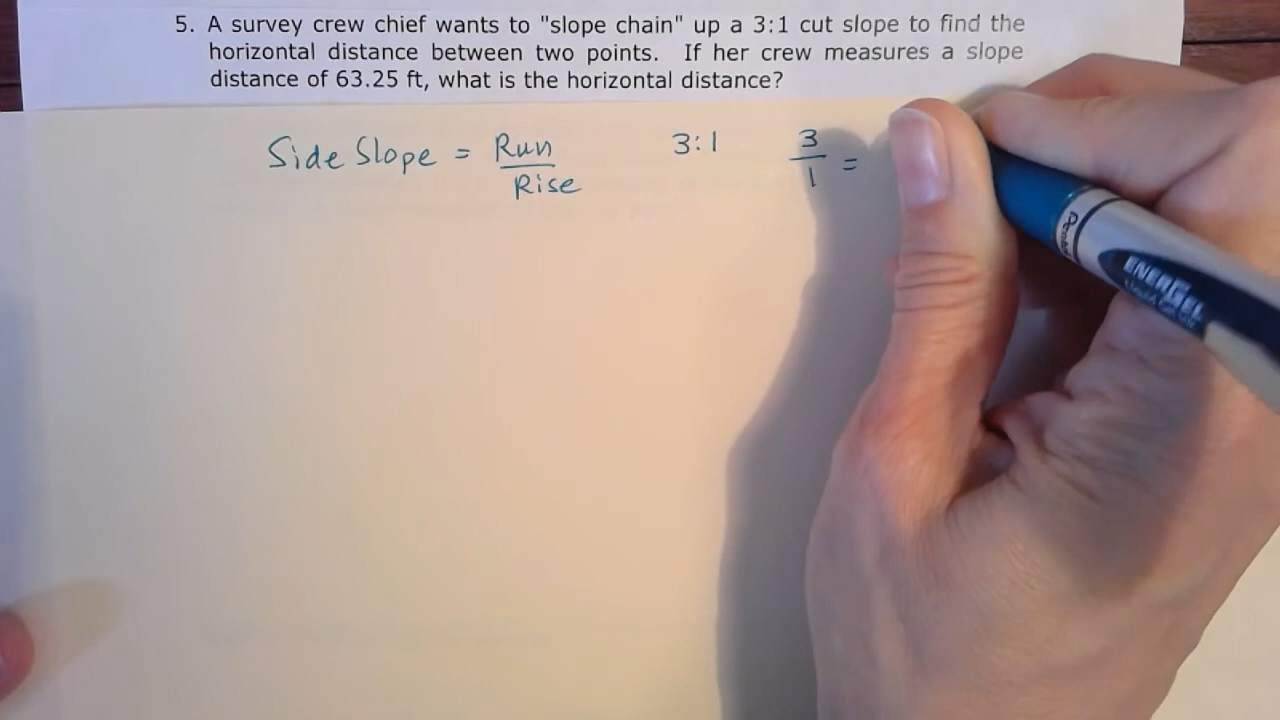 5. A survey crew chief wants to "slope chain" up a 3:1 cut slope to find the
horizontal distance between two points. If her crew measures a slope
distance of 63.25 ft, what is the horizontal distance?
Side Slope = Run
Rise
3:1
3
1 =
ENERGEL